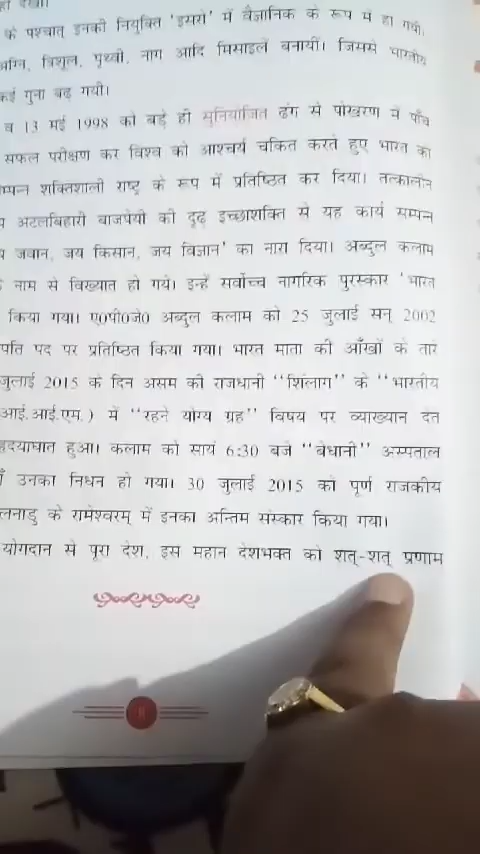 के पश्चात् इनकी नियुक्ति 'इसरो' में वैज्ञानिक के रूप में हो गयी,
अग्नि, त्रिशूल, पृथ्वी, नाग आदि मिसाइलें बनायीं। जिससे भारतीय
कई गुना बढ़ गयी।
व 13 मई 1998 को बड़े ही सुनियोजित ढंग से पोखरण में पाँच
सफल परीक्षण कर विश्व को आश्चर्य चकित करते हुए भारत को
म्पन्न शक्तिशाली राष्ट्र के रूप में प्रतिष्ठित कर दिया। तत्कालीन
अटलबिहारी बाजपेयी की दृढ़ इच्छाशक्ति से यह कार्य सम्पन्न
जवान, जय किसान, जय विज्ञान' का नारा दिया। अब्दुल कलाम
नाम से विख्यात हो गये। इन्हें सर्वोच्च नागरिक पुरस्कार 'भारत
किया गया। ए0पी0जे0 अब्दुल कलाम को 25 जुलाई सन् 2002
पति पद पर प्रतिष्ठित किया गया। भारत माता की आँखों के तारे
जुलाई 2015 के दिन असम की राजधानी "शिलाग" के "भारतीय
आई.आई.एम.) में "रहने योग्य ग्रह" विषय पर व्याख्यान देते
हृदयाघात हुआ। कलाम को सायं 6:30 बजे "बेधानी" अस्पताल
उनका निधन हो गया। 30 जुलाई 2015 को पूर्ण राजकीय
लनाडु के रामेश्वरम् में इनका अन्तिम संस्कार किया गया।
योगदान से पूरा देश, इस महान देशभक्त को शत्-शत् प्रणाम